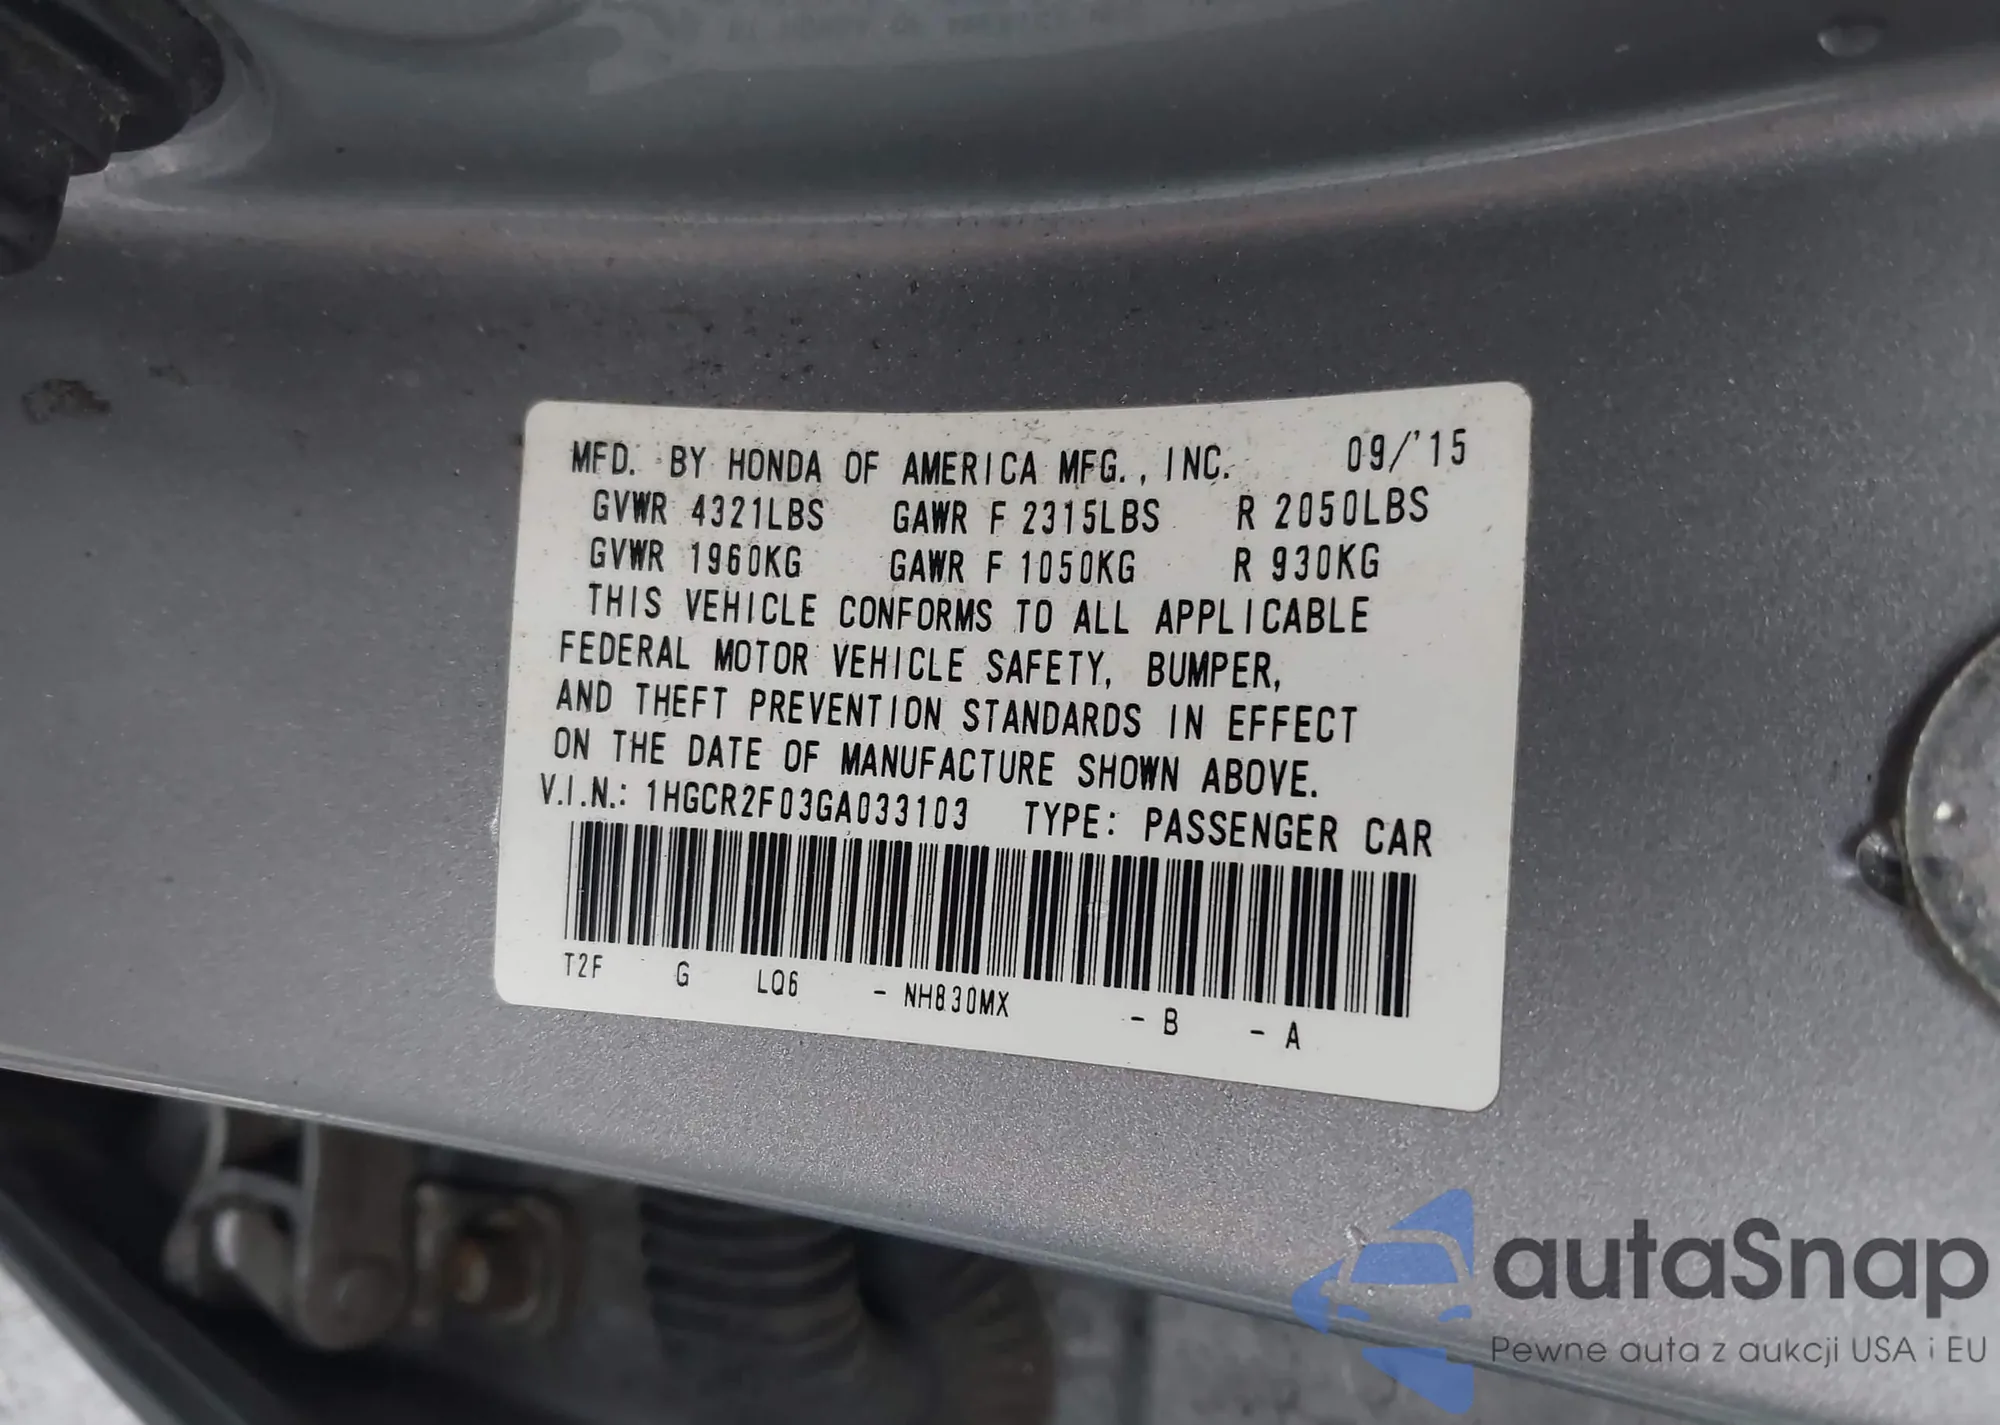 MFD. BY HONDA OF AMERICA MFG., INC. 09/'15
GVWR 4321LBS GAWR F 2315LBS R 2050LBS
GVWR 1960KG GAWR F 1050KG R 930KG
THIS VEHICLE CONFORMS TO ALL APPLICABLE
FEDERAL MOTOR VEHICLE SAFETY, BUMPER,
AND THEFT PREVENTION STANDARDS IN EFFECT
ON THE DATE OF MANUFACTURE SHOWN ABOVE.
V.I.N.: 1HGCR2F03GA033103 TYPE: PASSENGER CAR
T2F G LQ6 - NH830MX - B - A
autaSnap
Pewne auta z aukcji USA i EU